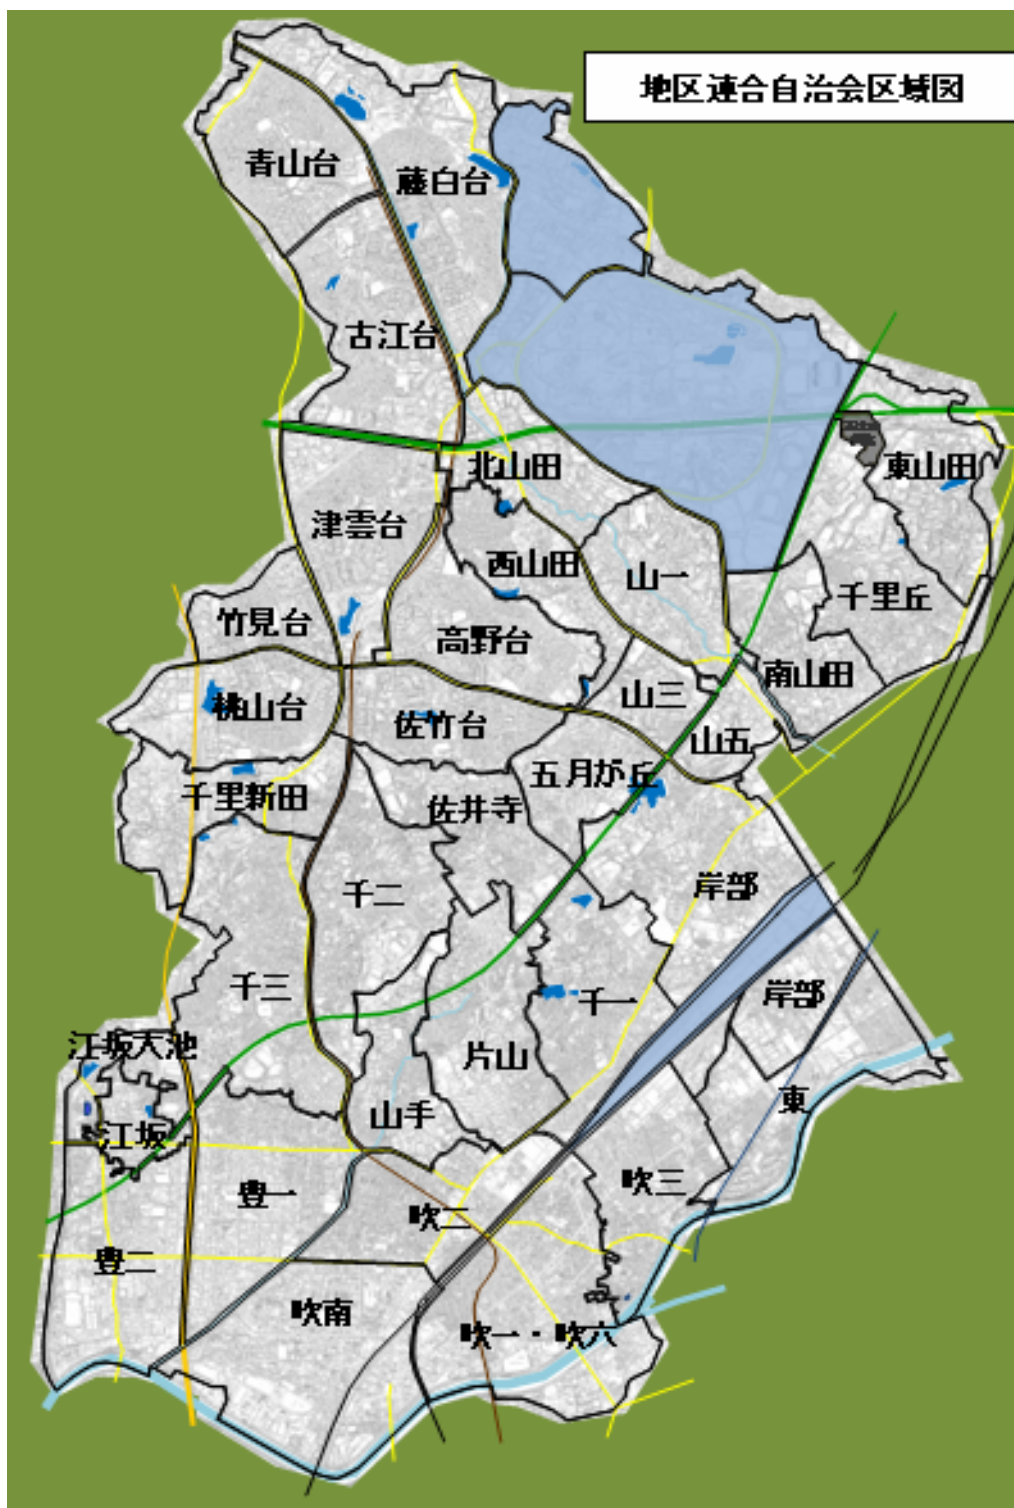 地区連合自治会区域図
青山台
藤白台
古江台
北山田
東山田
津雲台
西山田
山一
千里丘
竹見台
高野台
南山田
山三
桃山台
佐竹台
山五
五月が丘
千里新田
佐井寺
岸部
千二
千三
千一
岸部
江坂大池
片山
東
山手
江坂
吹三
豊一
吹二
豊二
吹南
吹一・吹六